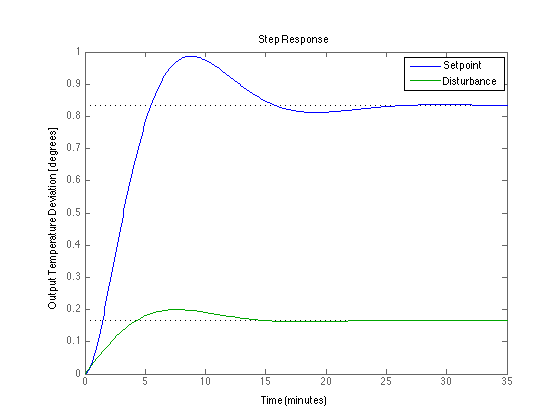 Step Response
Setpoint
Disturbance
Output Temperature Deviation [degrees]
1
0.9
0.8
0.7
0.6
0.5
0.4
0.3
0.2
0.1
0
0 5 10 15 20 25 30 35
Time (minutes)